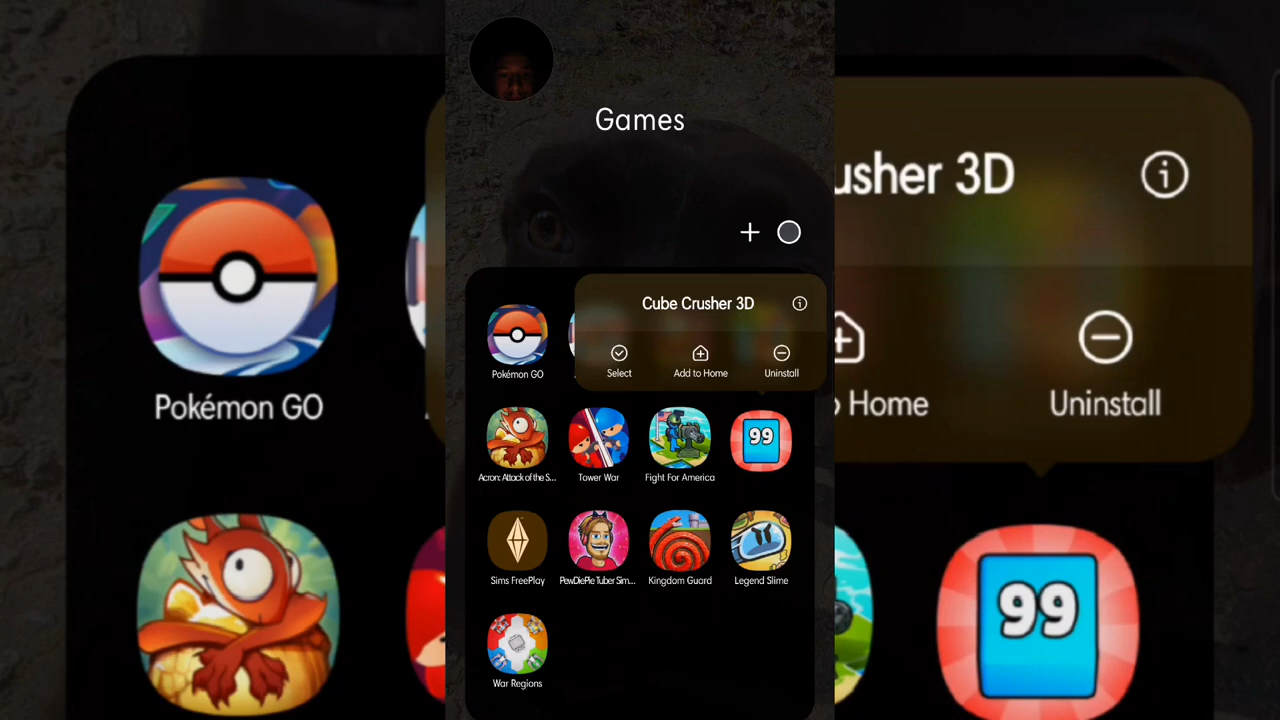 Games
Cube Crusher 3D
Select
Add to Home
Uninstall
Pokémon GO
Acron: Attack of the S...
Tower War
Fight For America
99
Sims FreePlay
PewDiePie Tuber Sim...
Kingdom Guard
Legend Slime
War Regions
Pokémon GO
usher 3D
Home
Uninstall
99